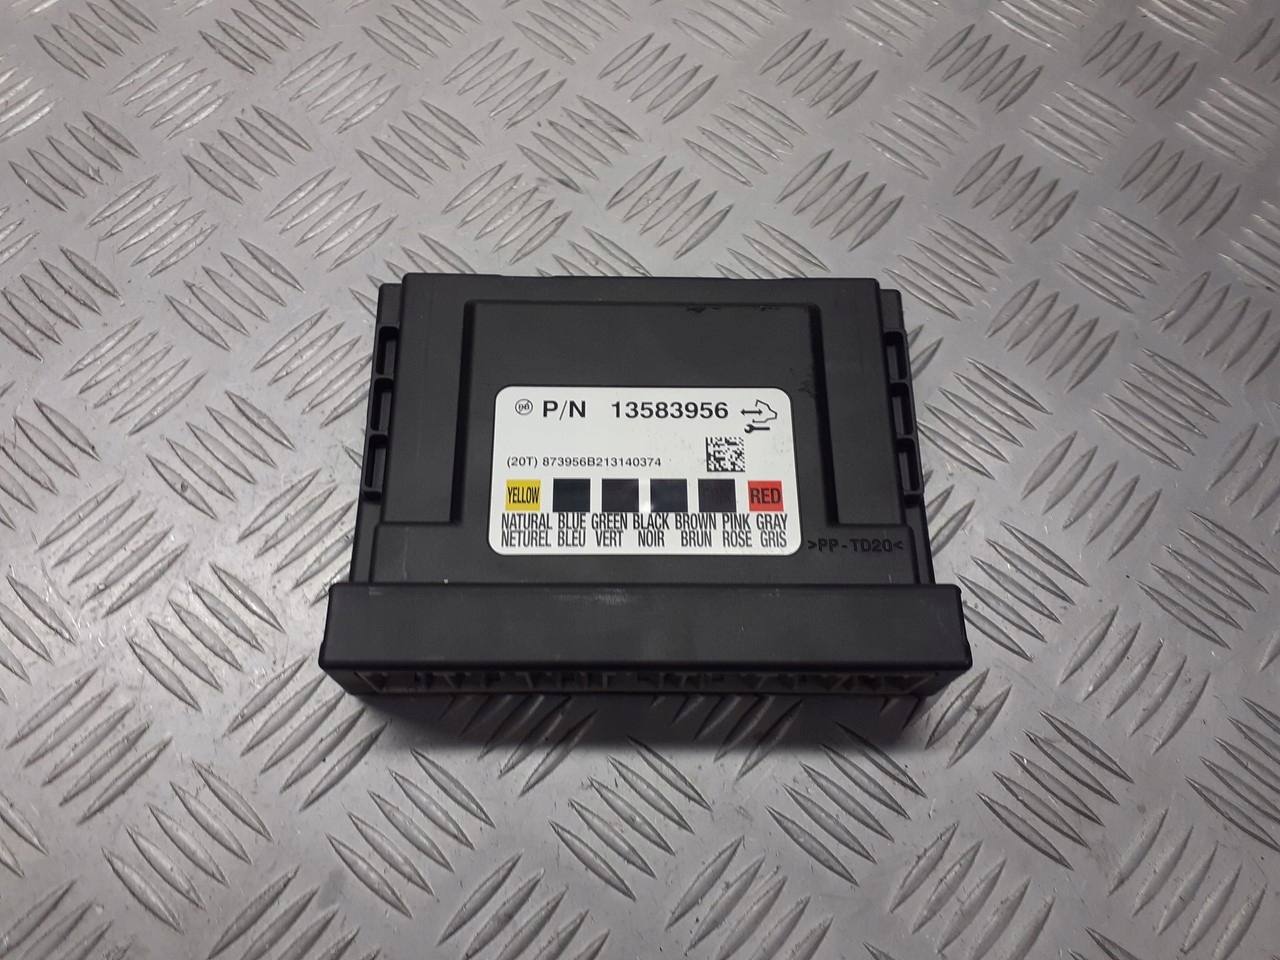 P/N 13583956
(20T) 873956B213140374
YELLOW RED
NATURAL BLUE GREEN BLACK BROWN PINK GRAY
NETUREL BLEU VERT NOIR BRUN ROSE GRIS
>PP-TD20<